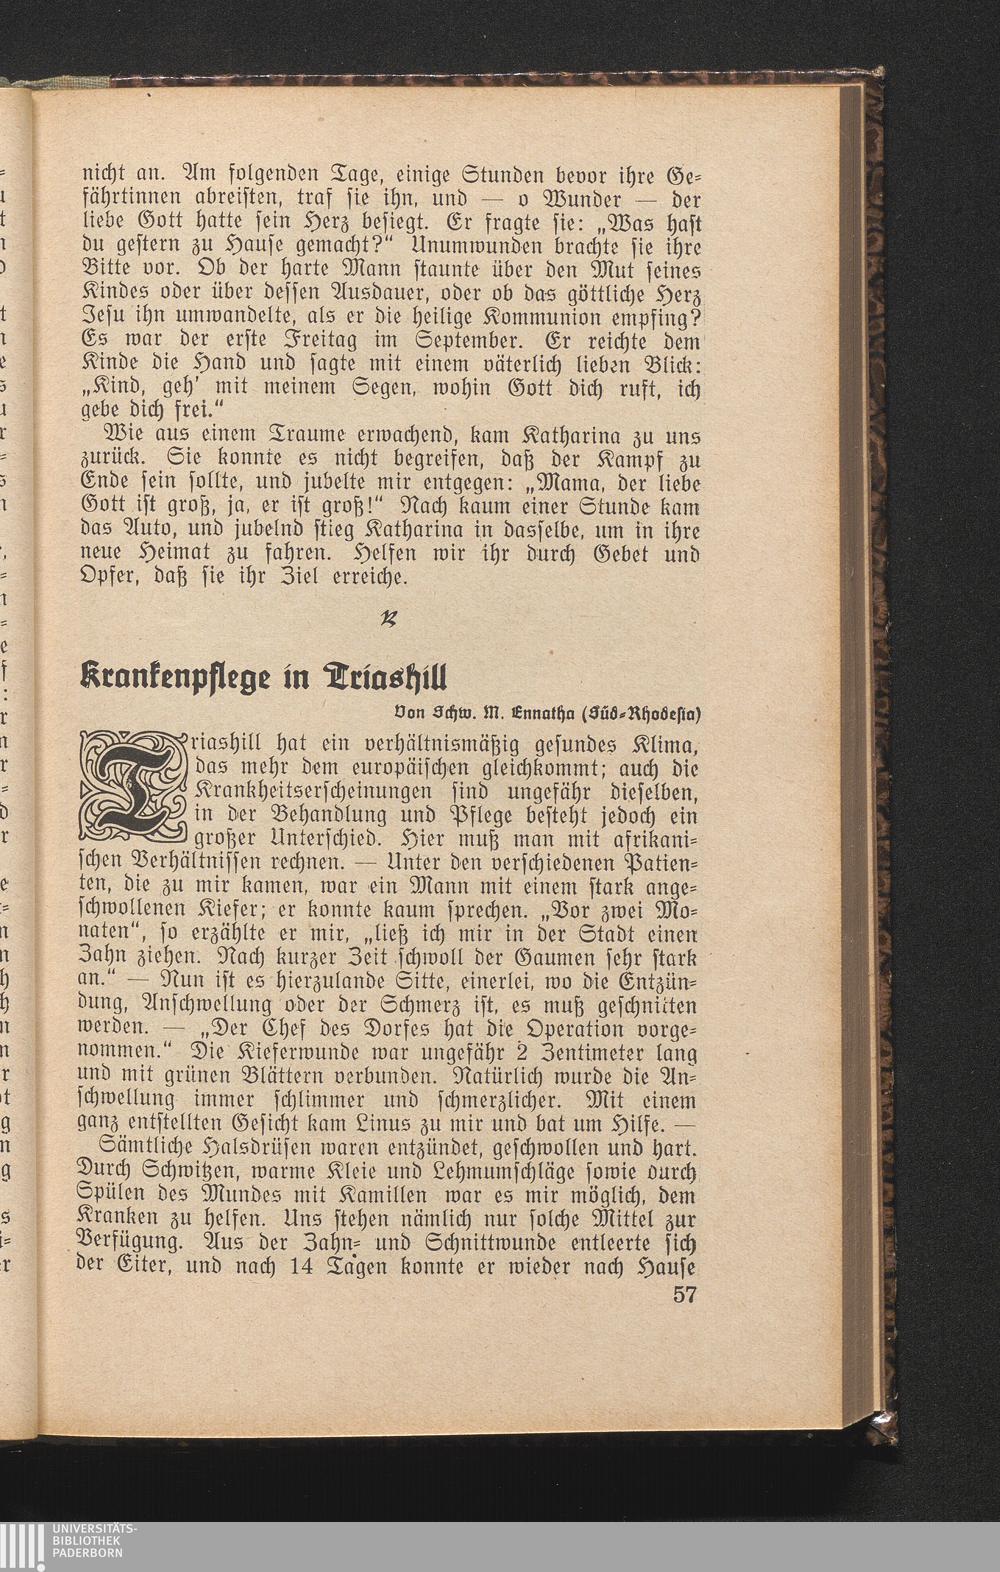 nicht an. Am folgenden Tage, einige Stunden bevor ihre Ge-
fährtinnen abreisten, traf sie ihn, und — o Wunder — der
liebe Gott hatte sein Herz besiegt. Er fragte sie: „Was hast
du gestern zu Hause gemacht?“ Unumwunden brachte sie ihre
Bitte vor. Ob der harte Mann staunte über den Mut seines
Kindes oder über dessen Ausdauer, oder ob das göttliche Herz
Jesu ihn umwandelte, als er die heilige Kommunion empfing?
Es war der erste Freitag im September. Er reichte dem
Kinde die Hand und sagte mit einem väterlich lieben Blick:
„Kind, geh’ mit meinem Segen, wohin Gott dich ruft, ich
gebe dich frei.“
Wie aus einem Traume erwachend, kam Katharina zu uns
zurück. Sie konnte es nicht begreifen, daß der Kampf zu
Ende sein sollte, und jubelte mir entgegen: „Mama, der liebe
Gott ist groß, ja, er ist groß!“ Nach kaum einer Stunde kam
das Auto, und jubelnd stieg Katharina in dasselbe, um in ihre
neue Heimat zu fahren. Helfen wir ihr durch Gebet und
Opfer, daß sie ihr Ziel erreiche.
Krankenpflege in Triashill
Von Schw. M. Ennatha (Süd-Rhodesia)
Triashill hat ein verhältnismäßig gesundes Klima,
das mehr dem europäischen gleichkommt; auch die
Krankheitserscheinungen sind ungefähr dieselben,
in der Behandlung und Pflege besteht jedoch ein
großer Unterschied. Hier muß man mit afrikani-
schen Verhältnissen rechnen. — Unter den verschiedenen Patien-
ten, die zu mir kamen, war ein Mann mit einem stark ange-
schwollenen Kiefer; er konnte kaum sprechen. „Vor zwei Mo-
naten“, so erzählte er mir, „ließ ich mir in der Stadt einen
Zahn ziehen. Nach kurzer Zeit schwoll der Gaumen sehr stark
an.“ — Nun ist es hierzulande Sitte, einerlei, wo die Entzün-
dung, Anschwellung oder der Schmerz ist, es muß geschnitten
werden. — „Der Chef des Dorfes hat die Operation vorge-
nommen.“ Die Kieferwunde war ungefähr 2 Zentimeter lang
und mit grünen Blättern verbunden. Natürlich wurde die An-
schwellung immer schlimmer und schmerzlicher. Mit einem
ganz entstellten Gesicht kam Linus zu mir und bat um Hilfe. —
Sämtliche Halsdrüsen waren entzündet, geschwollen und hart.
Durch Schwitzen, warme Kleie und Lehmumschläge sowie durch
Spülen des Mundes mit Kamillen war es mir möglich, dem
Kranken zu helfen. Uns stehen nämlich nur solche Mittel zur
Verfügung. Aus der Zahn- und Schnittwunde entleerte sich
der Eiter, und nach 14 Tagen konnte er wieder nach Hause
57
UNIVERSITÄTS-
BIBLIOTHEK
PADERBORN